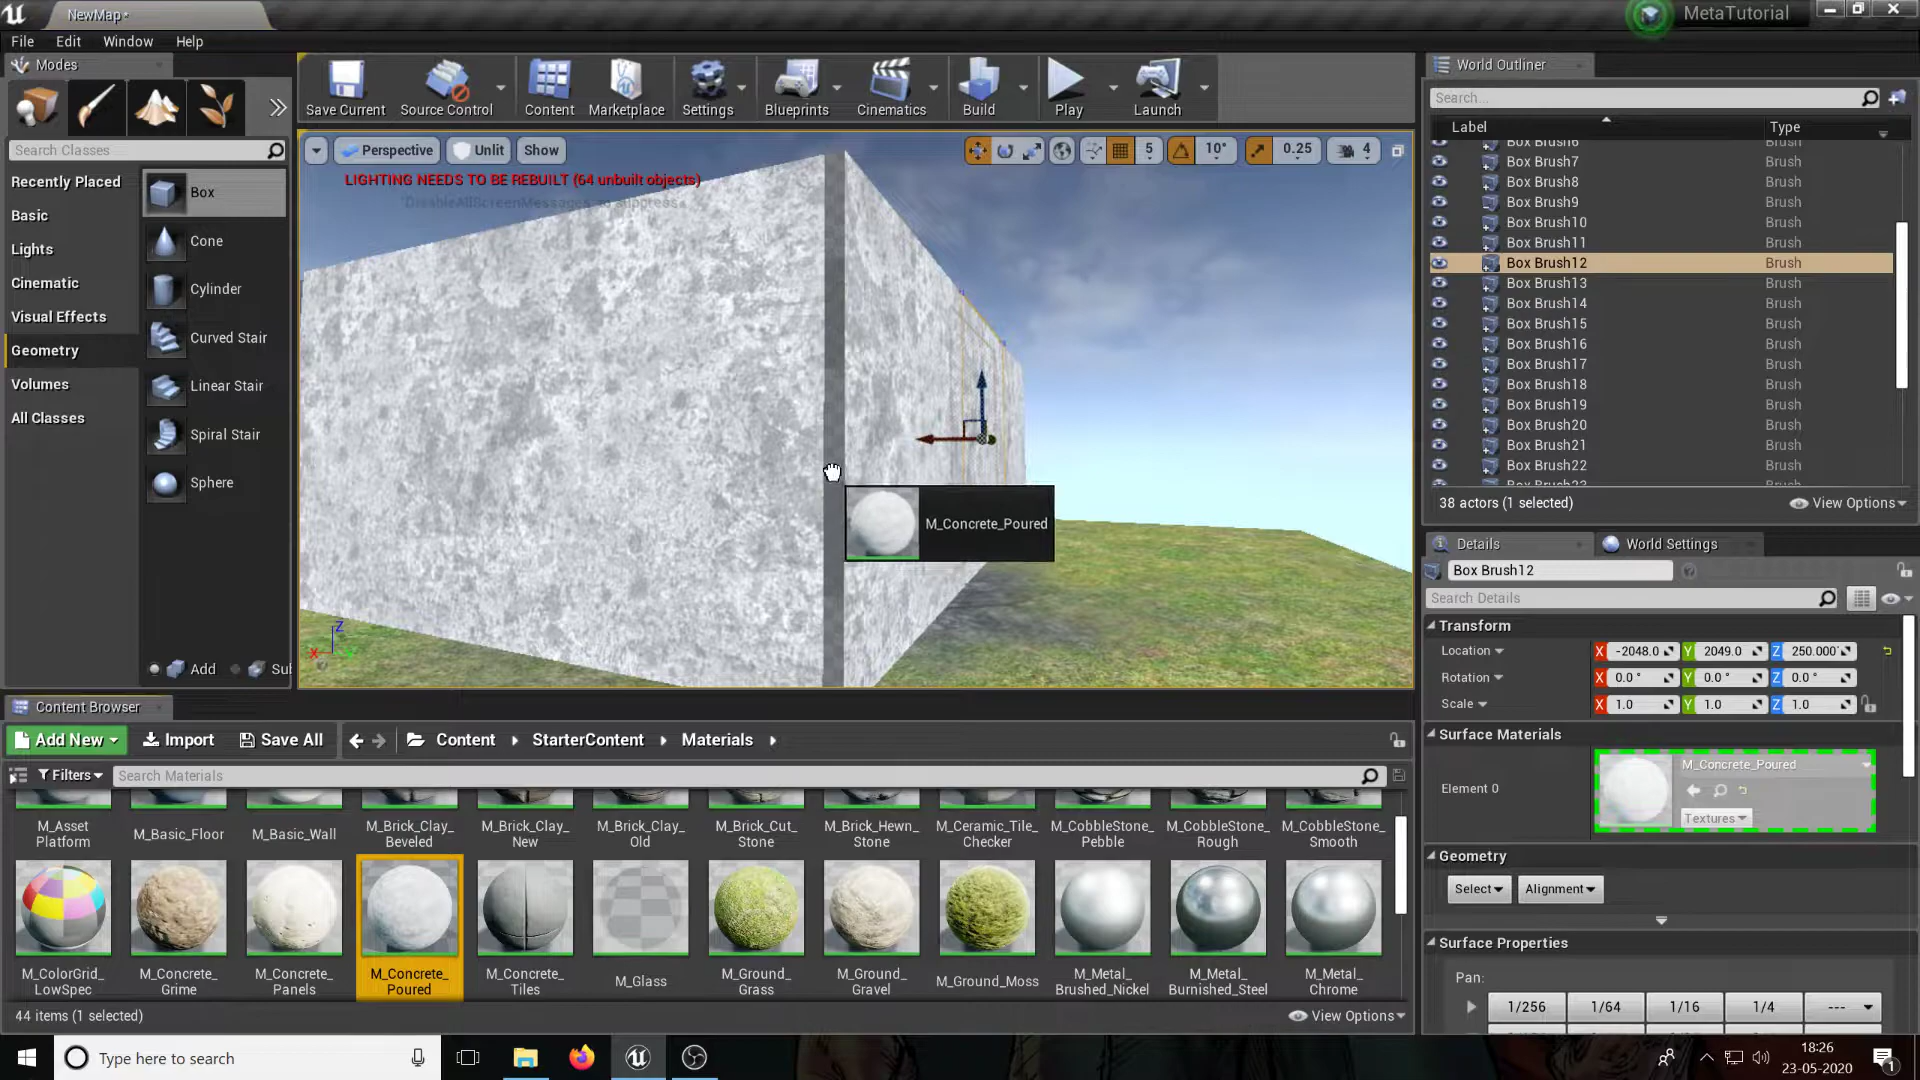 NewMap*
MetaTutorial
File Edit Window Help
Modes
Search Classes
Recently Placed
Basic
Lights
Cinematic
Visual Effects
Geometry
Volumes
All Classes
Box
Cone
Cylinder
Curved Stair
Linear Stair
Spiral Stair
Sphere
Add
Su
Save Current
Source Control
Content
Marketplace
Settings
Blueprints
Cinematics
Build
Play
Launch
Perspective Unlit Show
5 10° 0.25 4
LIGHTING NEEDS TO BE REBUILT (64 unbuilt objects)
'DisableAllScreenMessages' to suppress
M_Concrete_Poured
Z
X
World Outliner
Search...
Label Type
Box Brush6 Brush
Box Brush7 Brush
Box Brush8 Brush
Box Brush9 Brush
Box Brush10 Brush
Box Brush11 Brush
Box Brush12 Brush
Box Brush13 Brush
Box Brush14 Brush
Box Brush15 Brush
Box Brush16 Brush
Box Brush17 Brush
Box Brush18 Brush
Box Brush19 Brush
Box Brush20 Brush
Box Brush21 Brush
Box Brush22 Brush
Box Brush23 Brush
38 actors (1 selected)
View Options
Details
World Settings
Box Brush12
Search Details
Transform
Location X -2048.0 Y 2049.0 Z 250.000
Rotation X 0.0 ° Y 0.0 ° Z 0.0 °
Scale X 1.0 Y 1.0 Z 1.0
Surface Materials
Element 0
M_Concrete_Poured
Textures
Geometry
Select
Alignment
Surface Properties
Pan:
1/256 1/64 1/16 1/4 ---
Content Browser
Add New Import Save All Content StarterContent Materials
Filters Search Materials
M_Asset Platform
M_Basic_Floor
M_Basic_Wall
M_Brick_Clay_ Beveled
M_Brick_Clay_ New
M_Brick_Clay_ Old
M_Brick_Cut_ Stone
M_Brick_Hewn_ Stone
M_Ceramic_Tile_ Checker
M_CobbleStone_ Pebble
M_CobbleStone_ Rough
M_CobbleStone_ Smooth
M_ColorGrid_ LowSpec
M_Concrete_ Grime
M_Concrete_ Panels
M_Concrete_ Poured
M_Concrete_ Tiles
M_Glass
M_Ground_ Grass
M_Ground_ Gravel
M_Ground_Moss
M_Metal_ Brushed_Nickel
M_Metal_ Burnished_Steel
M_Metal_ Chrome
44 items (1 selected)
View Options
Type here to search
18:26
23-05-2020
1